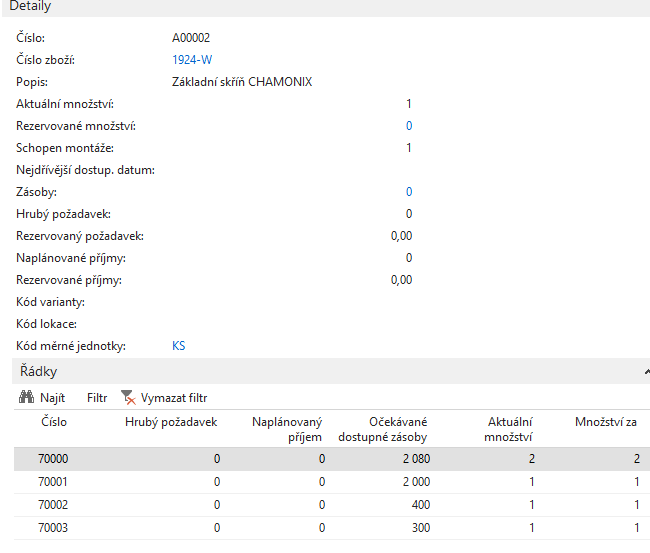 Detaily
Číslo: A00002
Číslo zboží: 1924-W
Popis: Základní skříň CHAMONIX
Aktuální množství: 1
Rezervované množství: 0
Schopen montáže: 1
Nejdřívější dostup. datum:
Zásoby: 0
Hrubý požadavek: 0
Rezervovaný požadavek: 0,00
Naplánované příjmy: 0
Rezervované příjmy: 0,00
Kód varianty:
Kód lokace:
Kód měrné jednotky: KS
Řádky
Najít Filtr Vymazat filtr
Číslo Hrubý požadavek Naplánovaný příjem Očekávané dostupné zásoby Aktuální množství Množství za
70000 0 0 2 080 2 2
70001 0 0 2 000 1 1
70002 0 0 400 1 1
70003 0 0 300 1 1